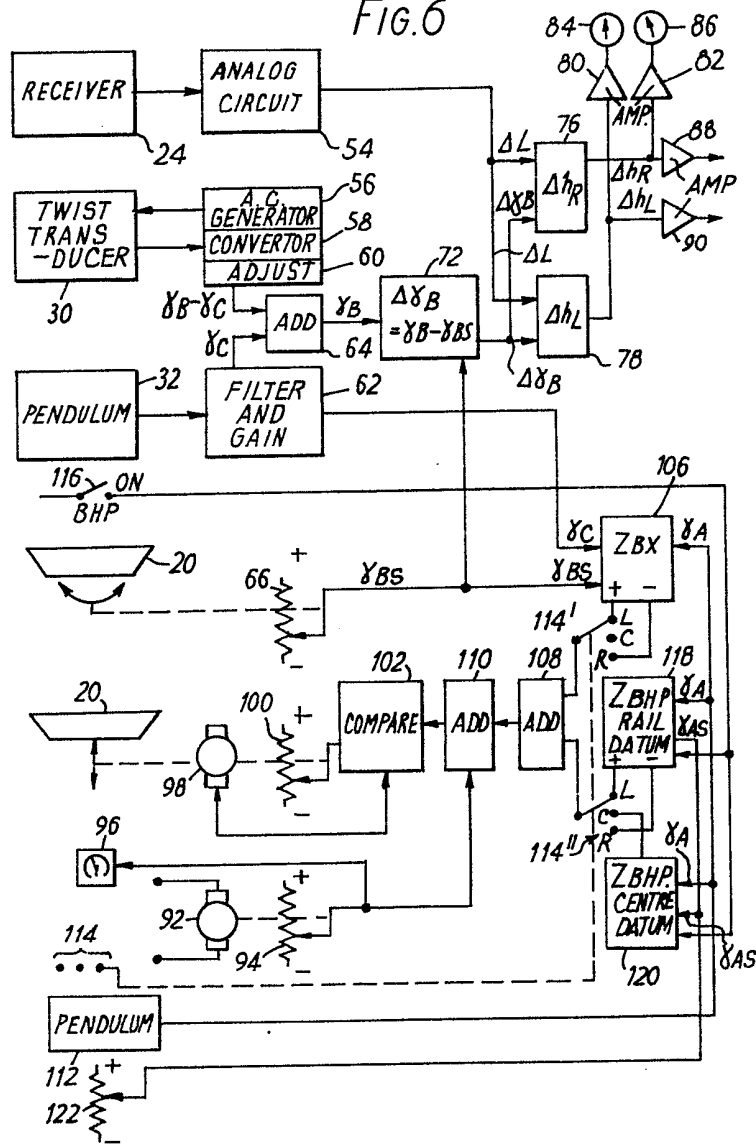 FIG.6
84
86
80
82
AMP.
RECEIVER
24
ANALOG
CIRCUIT
54
76
ΔL
ΔhR
ΔγB
88
ΔhR
AMP
ΔhL
90
TWIST
TRANS
-DUCER
30
A.C.
GENERATOR
56
CONVERTOR
58
ADJUST
60
γB-γC
ADD
64
γC
γB
72
ΔγB
=γB-γBS
ΔL
ΔhL
78
ΔγB
32
PENDULUM
FILTER
AND
GAIN
62
116
ON
BHP
106
γC
ZBX
γA
γBS
γBS
+ -
20
66
+
-
114'
L
C
R
118
ZBHP
RAIL
DATUM
γA
γAS
+ -
20
98
100
+
-
102
COMPARE
110
ADD
108
ADD
L
C
R
114"
96
92
94
+
-
ZBHP.
CENTRE
DATUM
γA
γAS
120
114
PENDULUM
112
122
+
-